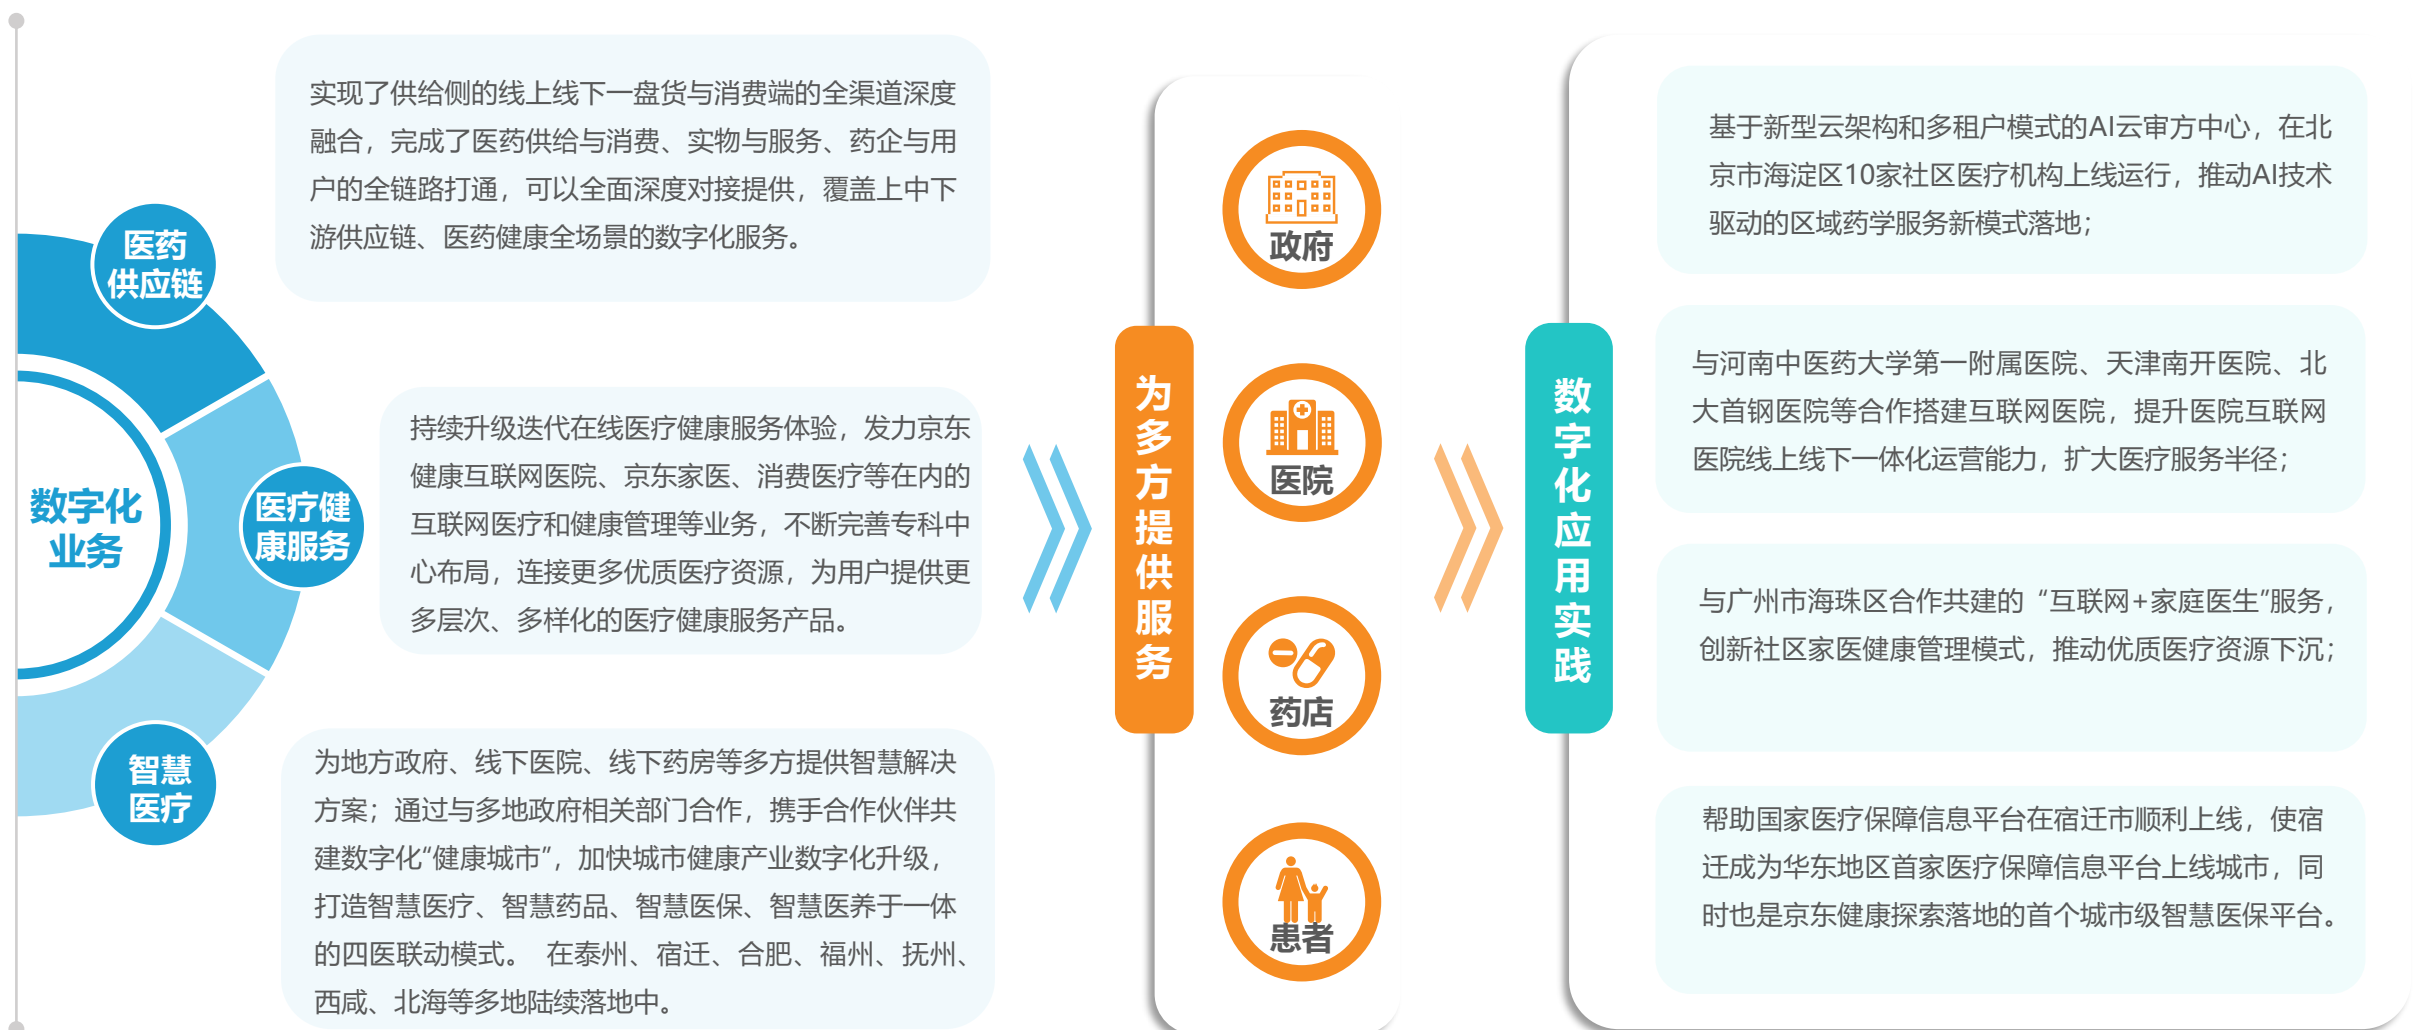 数字化
业务
医药
供应链
实现了供给侧的线上线下一盘货与消费端的全渠道深度
融合，完成了医药供给与消费、实物与服务、药企与用
户的全链路打通，可以全面深度对接提供，覆盖上中下
游供应链、医药健康全场景的数字化服务。
医疗健
康服务
持续升级迭代在线医疗健康服务体验，发力京东
健康互联网医院、京东家医、消费医疗等在内的
互联网医疗和健康管理等业务，不断完善专科中
心布局，连接更多优质医疗资源，为用户提供更
多层次、多样化的医疗健康服务产品。
智慧
医疗
为地方政府、线下医院、线下药房等多方提供智慧解决
方案；通过与多地政府相关部门合作，携手合作伙伴共
建数字化“健康城市”，加快城市健康产业数字化升级，
打造智慧医疗、智慧药品、智慧医保、智慧医养于一体
的四医联动模式。 在泰州、宿迁、合肥、福州、抚州、
西咸、北海等多地陆续落地中。
为多方提供服务
政府
医院
药店
患者
数字化应用实践
基于新型云架构和多租户模式的AI云审方中心，在北
京市海淀区10家社区医疗机构上线运行，推动AI技术
驱动的区域药学服务新模式落地；
与河南中医药大学第一附属医院、天津南开医院、北
大首钢医院等合作搭建互联网医院，提升医院互联网
医院线上线下一体化运营能力，扩大医疗服务半径；
与广州市海珠区合作共建的“互联网+家庭医生”服务，
创新社区家医健康管理模式，推动优质医疗资源下沉；
帮助国家医疗保障信息平台在宿迁市顺利上线，使宿
迁成为华东地区首家医疗保障信息平台上线城市，同
时也是京东健康探索落地的首个城市级智慧医保平台。